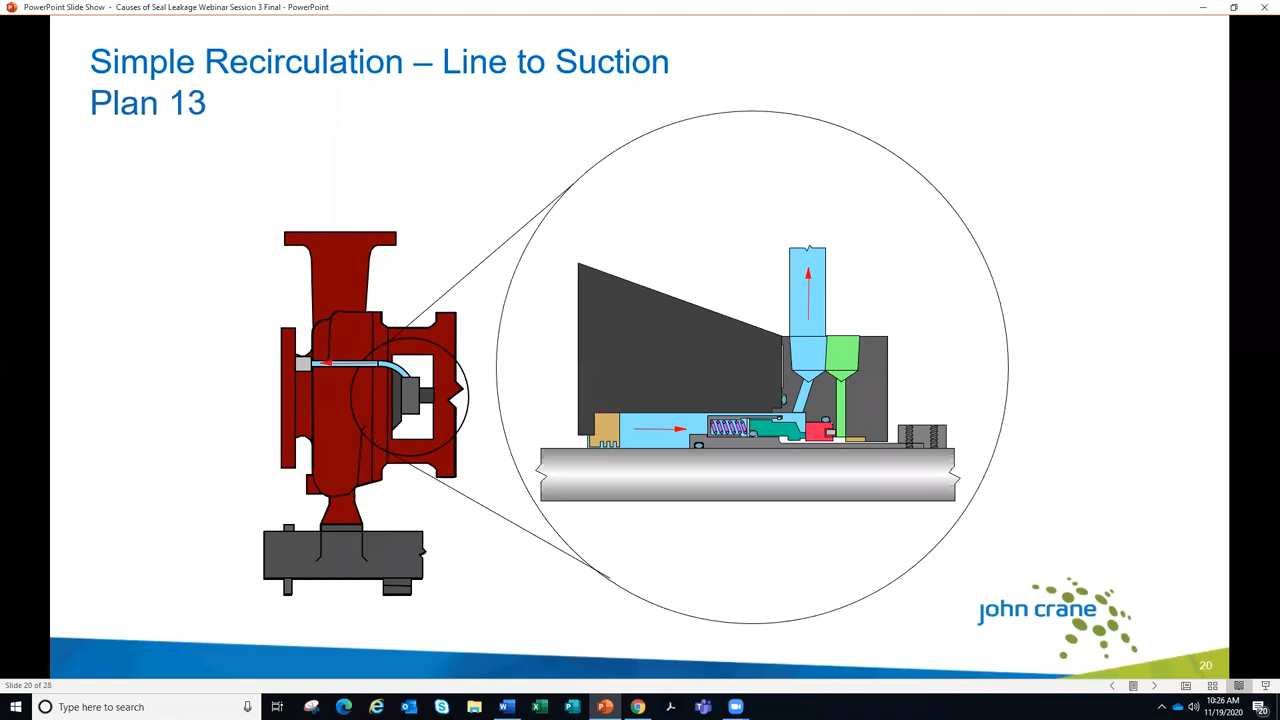 PowerPoint Slide Show - Causes of Seal Leakage Webinar Session 3 Final - PowerPoint
Simple Recirculation – Line to Suction
Plan 13
john crane
20
Slide 20 of 28
Type here to search
10:26 AM
11/19/2020
20